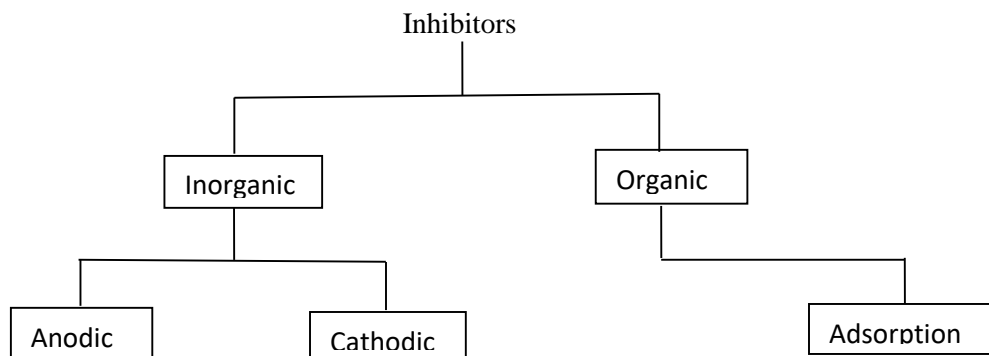 Inhibitors
Inorganic
Organic
Anodic
Cathodic
Adsorption